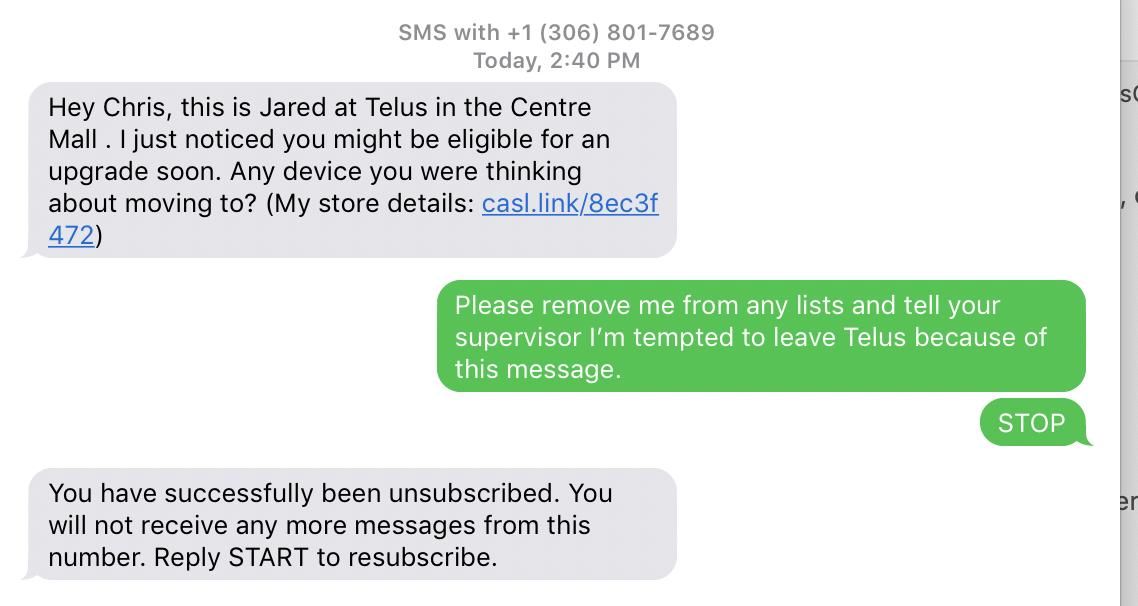 SMS with +1 (306) 801-7689
Today, 2:40 PM
Hey Chris, this is Jared at Telus in the Centre
Mall . I just noticed you might be eligible for an
upgrade soon. Any device you were thinking
about moving to? (My store details: casl.link/8ec3f
472)
Please remove me from any lists and tell your
supervisor I’m tempted to leave Telus because of
this message.
STOP
You have successfully been unsubscribed. You
will not receive any more messages from this
number. Reply START to resubscribe.